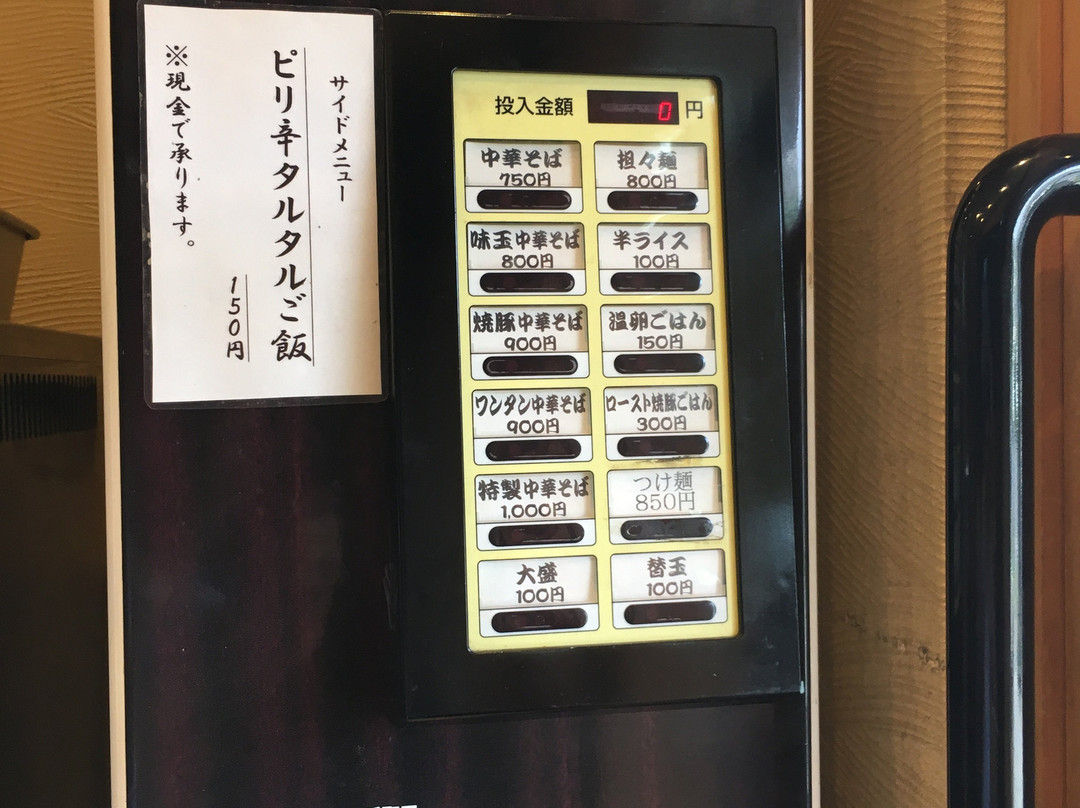 サイドメニュー
ピリ辛タルタルご飯
150円
※現金で承ります。
投入金額 0 円
中華そば
750円
担々麺
800円
味玉中華そば
800円
半ライス
100円
焼豚中華そば
900円
温卵ごはん
150円
ワンタン中華そば
900円
ロースト焼豚ごはん
300円
特製中華そば
1,000円
つけ麺
850円
大盛
100円
替玉
100円